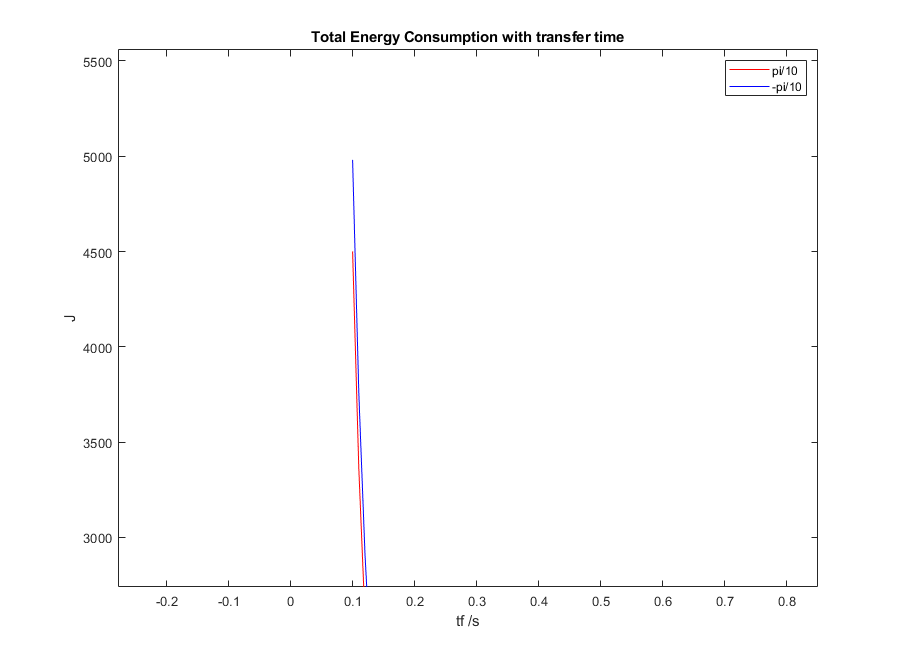 Total Energy Consumption with transfer time
5500
5000
4500
4000
3500
3000
J
pi/10
-pi/10
-0.2 -0.1 0 0.1 0.2 0.3 0.4 0.5 0.6 0.7 0.8
tf /s